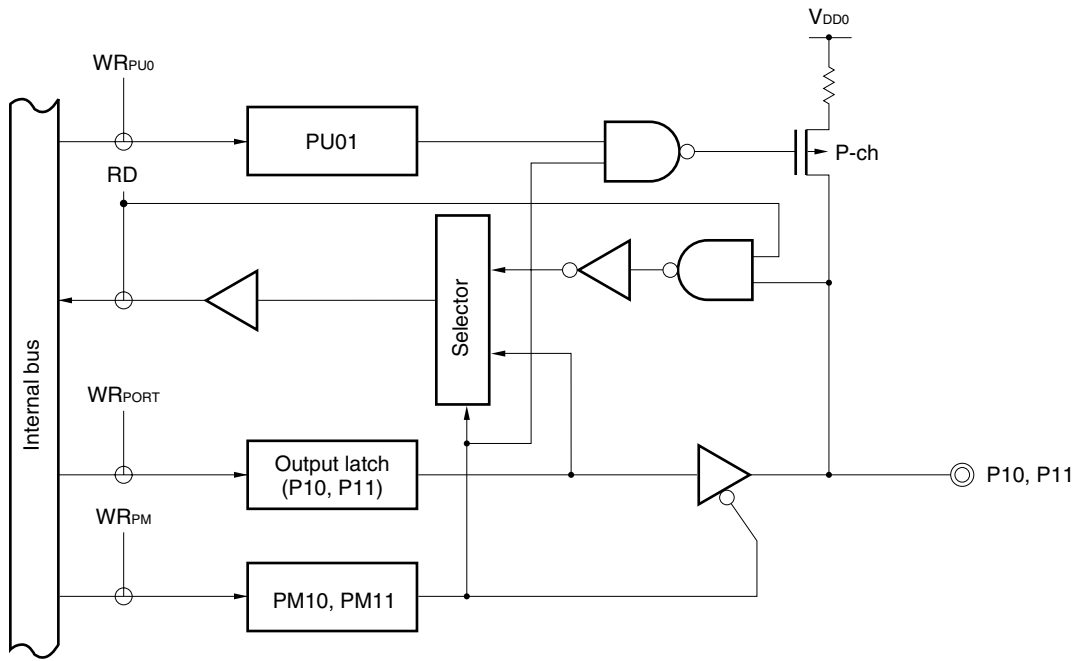 VDD0
WRPU0
PU01
P-ch
RD
Selector
Internal bus
WRPORT
Output latch
(P10, P11)
P10, P11
WRPM
PM10, PM11